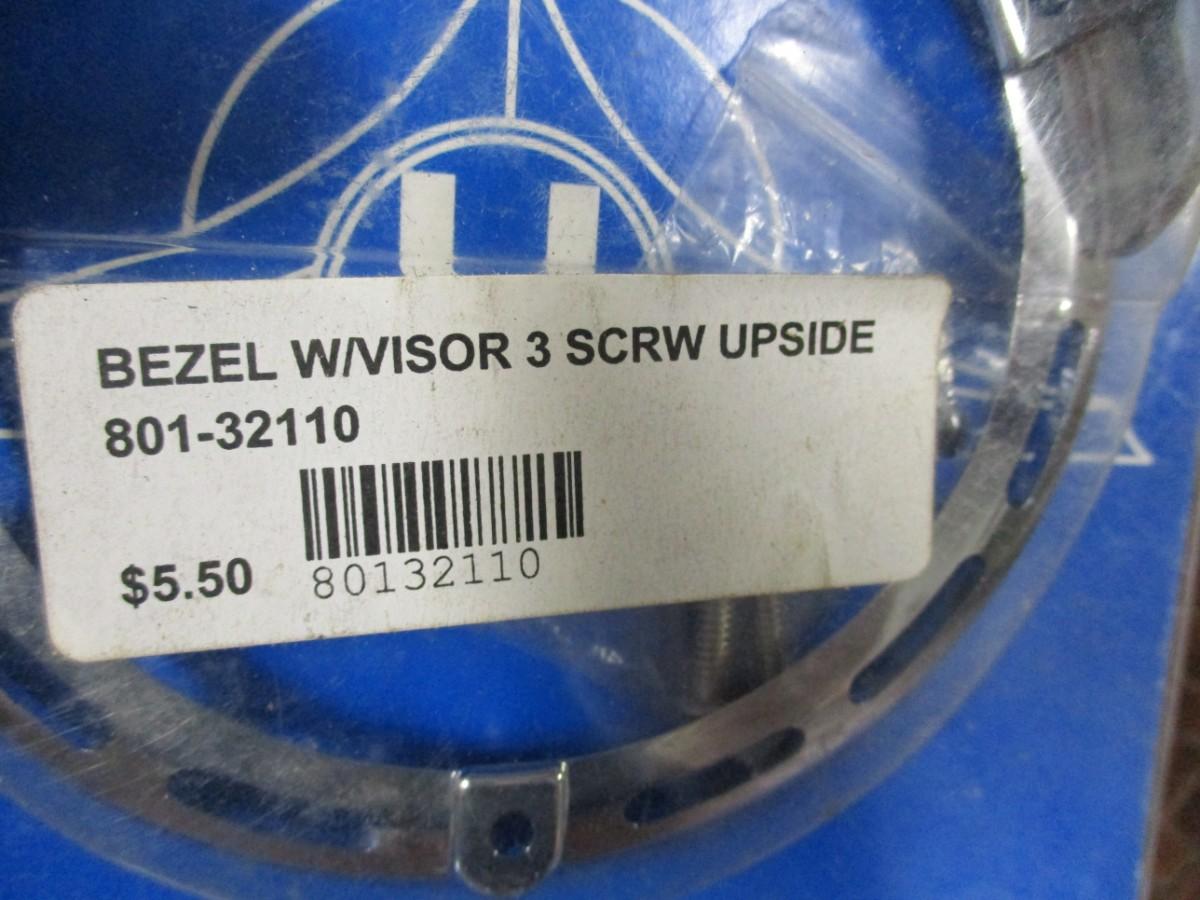 BEZEL W/VISOR 3 SCRW UPSIDE
801-32110
$5.50
80132110